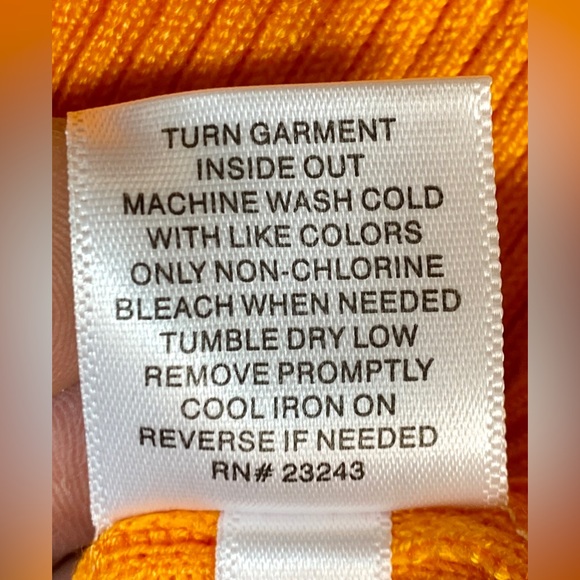 TURN GARMENT
INSIDE OUT
MACHINE WASH COLD
WITH LIKE COLORS
ONLY NON-CHLORINE
BLEACH WHEN NEEDED
TUMBLE DRY LOW
REMOVE PROMPTLY
COOL IRON ON
REVERSE IF NEEDED
RN# 23243